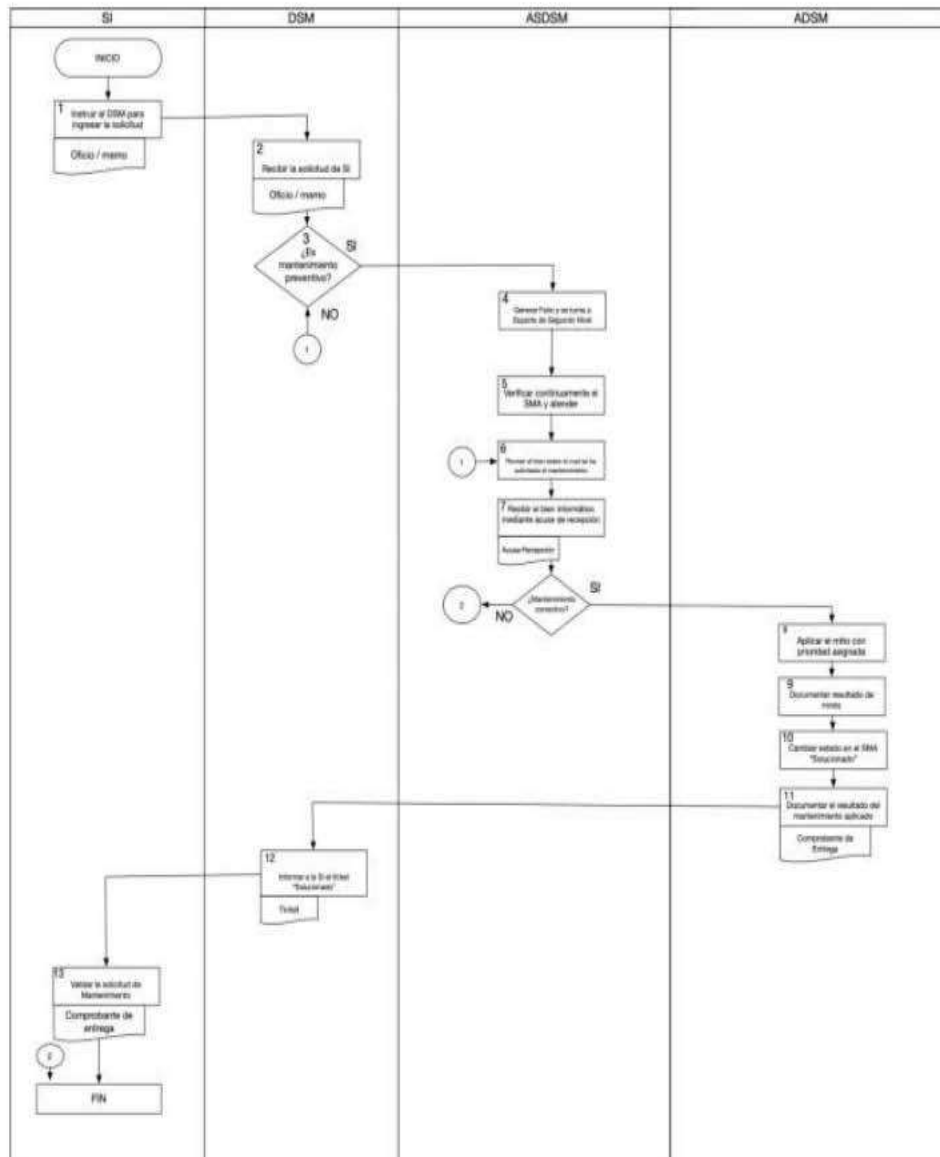 SI
DSM
ASDSM
ADSM
INICIO
1
Instruir al DSM para
ingresar la solicitud
Oficio / memo
2
Recibir la solicitud de SI
Oficio / memo
3
¿Es
mantenimiento
preventivo?
SI
NO
1
4
Generar Folio y se turna a
Soporte de Segundo Nivel
5
Verificar continuamente el
SMA y atender
1
6
7 Recibir el bien informático
mediante acuse de recepción
Acuse Recepción
¿Mantenimiento
correctivo?
SI
NO
2
Aplicar el mtto con
prioridad asignada
9
Documentar resultado de
10
Cambiar estado en el SMA
"Solucionado"
11
Documentar el resultado del
mantenimiento aplicado
Comprobante de
Entrega
12
Informar a la SI el ticket
"Solucionado"
Ticket
13
Validar la solicitud de
Mantenimiento
Comprobante de
entrega
2
FIN